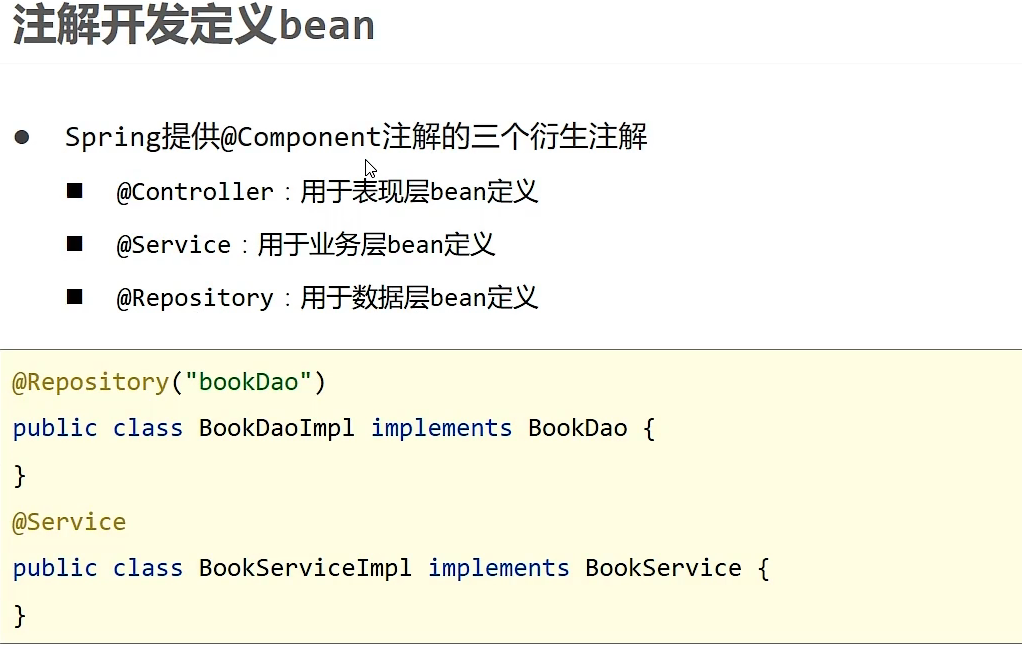 注解开发定义bean
● Spring提供@Component注解的三个衍生注解
■ @Controller：用于表现层bean定义
■ @Service：用于业务层bean定义
■ @Repository：用于数据层bean定义
@Repository("bookDao")
public class BookDaoImpl implements BookDao {
}
@Service
public class BookServiceImpl implements BookService {
}